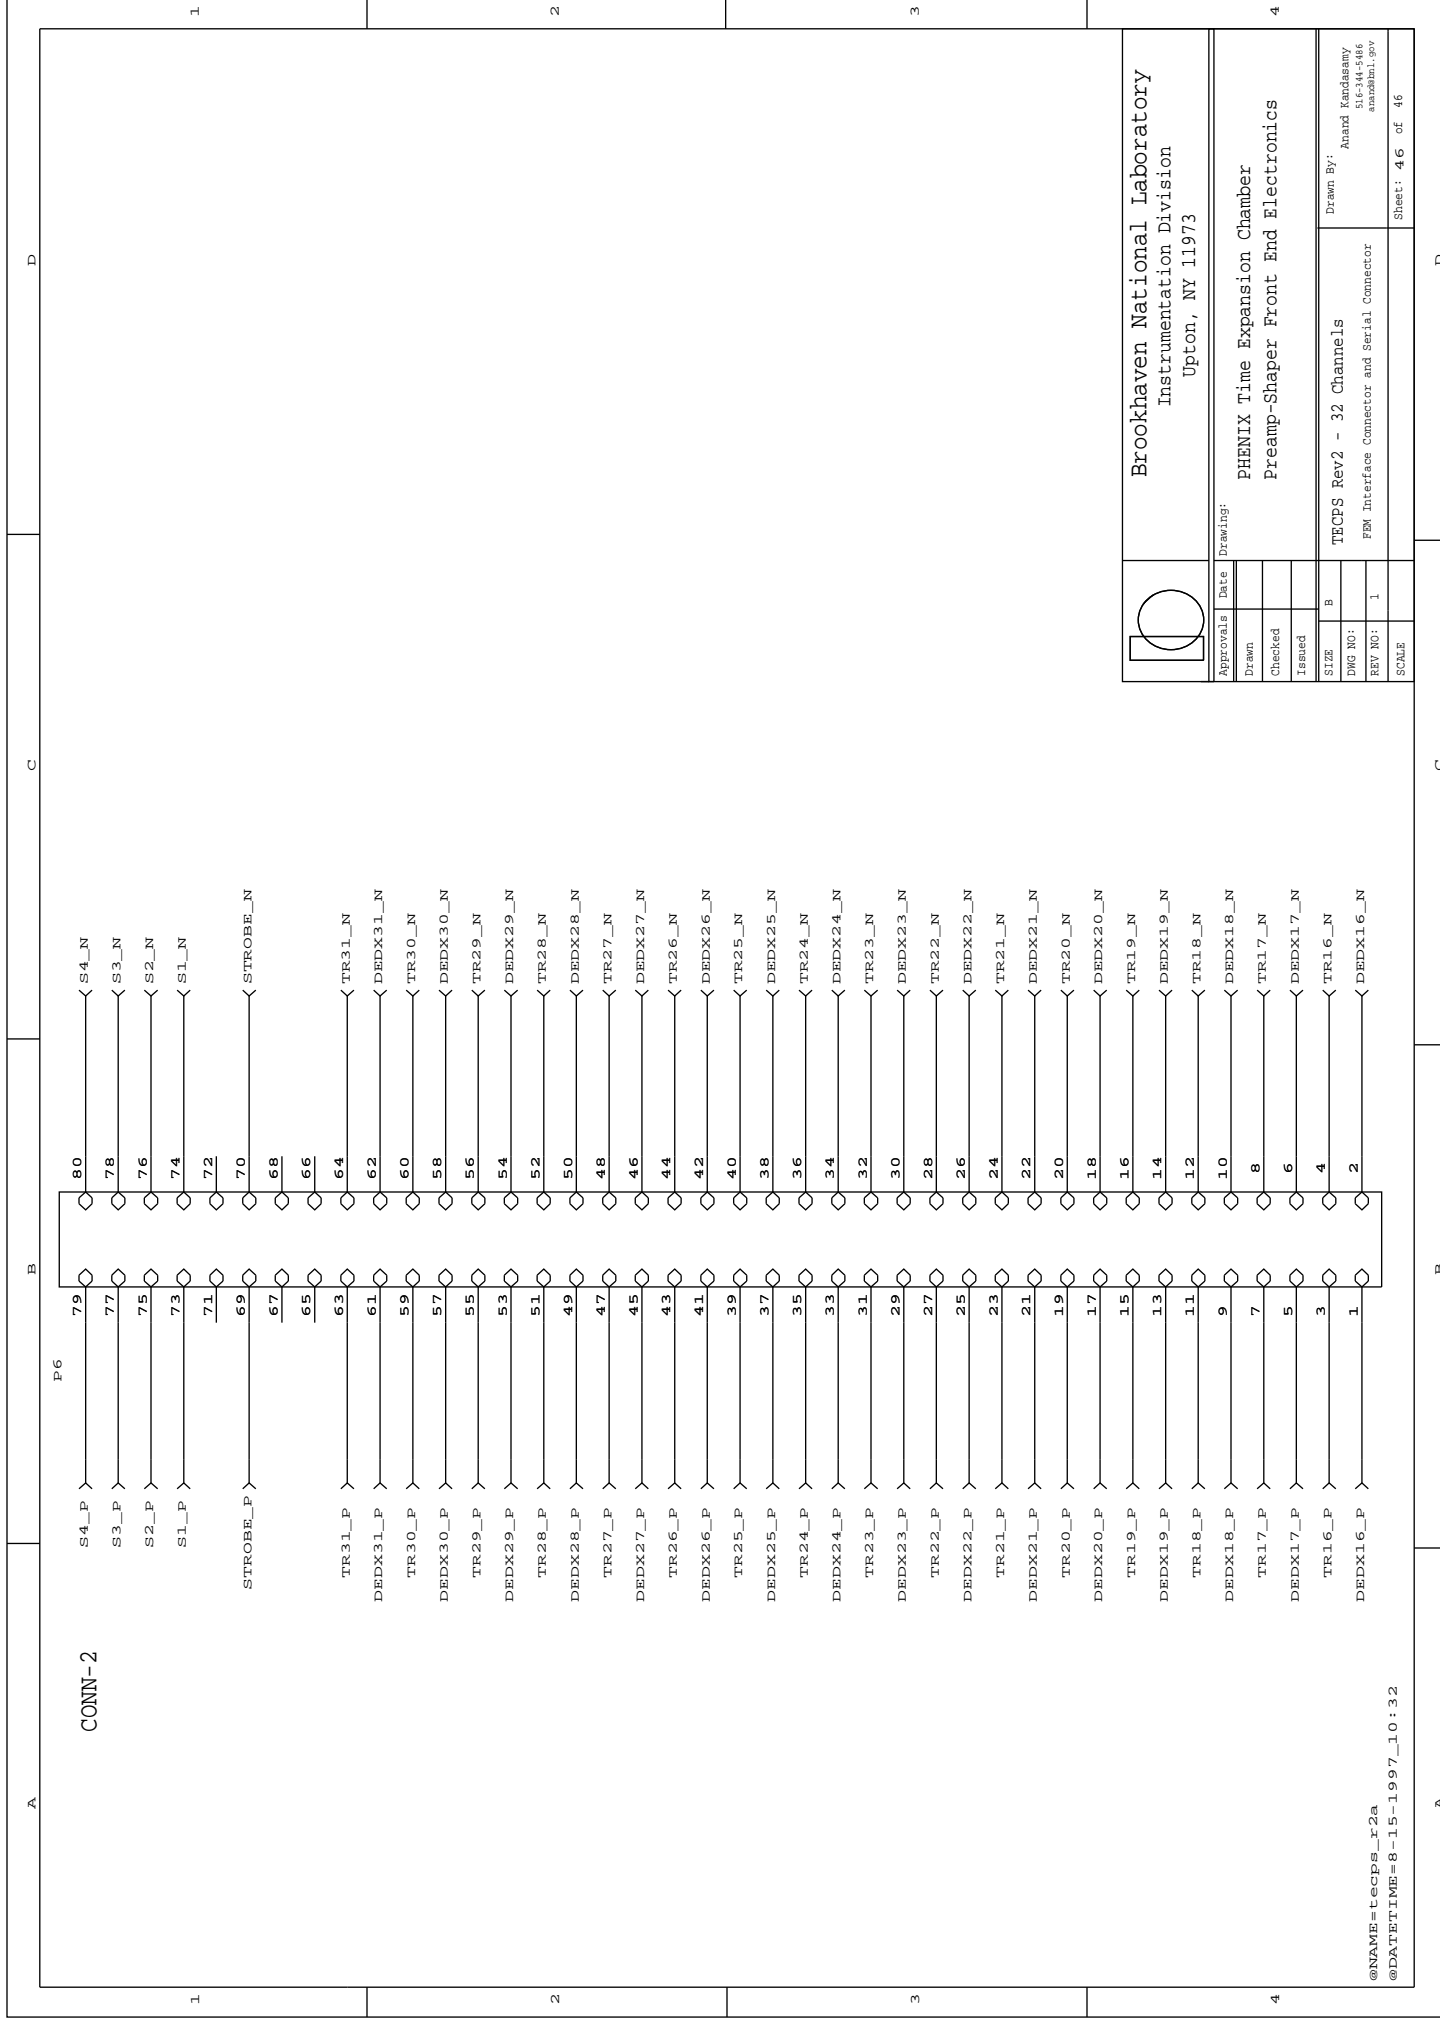 A B C D
P6
CONN-2
S4_P 79 80 S4_N
S3_P 77 78 S3_N
S2_P 75 76 S2_N
S1_P 73 74 S1_N
1 1
71 72
STROBE_P 69 70 STROBE_N
67 68
65 66
TR31_P 63 64 TR31_N
DEDX31_P 61 62 DEDX31_N
TR30_P 59 60 TR30_N
DEDX30_P 57 58 DEDX30_N
TR29_P 55 56 TR29_N
DEDX29_P 53 54 DEDX29_N
TR28_P 51 52 TR28_N
2 2
DEDX28_P 49 50 DEDX28_N
TR27_P 47 48 TR27_N
DEDX27_P 45 46 DEDX27_N
TR26_P 43 44 TR26_N
DEDX26_P 41 42 DEDX26_N
TR25_P 39 40 TR25_N
DEDX25_P 37 38 DEDX25_N
TR24_P 35 36 TR24_N
DEDX24_P 33 34 DEDX24_N
TR23_P 31 32 TR23_N
DEDX23_P 29 30 DEDX23_N
3 3
TR22_P 27 28 TR22_N
DEDX22_P 25 26 DEDX22_N
TR21_P 23 24 TR21_N
DEDX21_P 21 22 DEDX21_N
TR20_P 19 20 TR20_N
DEDX20_P 17 18 DEDX20_N
TR19_P 15 16 TR19_N
DEDX19_P 13 14 DEDX19_N
TR18_P 11 12 TR18_N
DEDX18_P 9 10 DEDX18_N
TR17_P 7 8 TR17_N
4 4
DEDX17_P 5 6 DEDX17_N
TR16_P 3 4 TR16_N
DEDX16_P 1 2 DEDX16_N
@NAME=tecps_r2a
@DATETIME=8-15-1997_10:32
Brookhaven National Laboratory
Instrumentation Division
Upton, NY 11973
Approvals Date Drawing:
Drawn
Checked
Issued
PHENIX Time Expansion Chamber
Preamp-Shaper Front End Electronics
SIZE B
DWG NO:
REV NO: 1
SCALE
TECPS Rev2 - 32 Channels
FEM Interface Connector and Serial Connector
Drawn By:
Anand Kandasamy
516-344-5486
anand@bnl.gov
Sheet: 46 of 46
A B C D